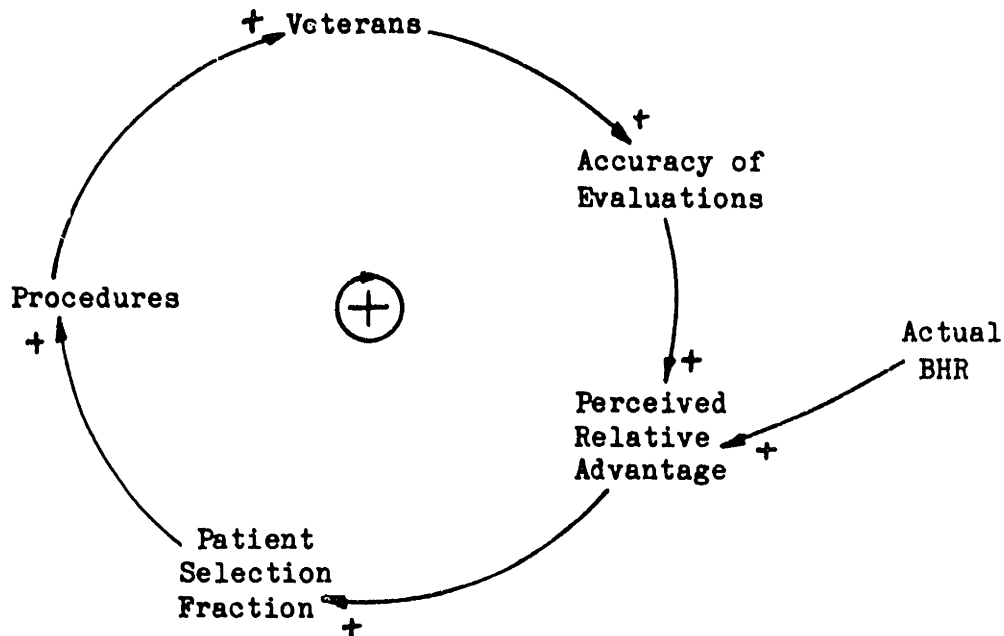 + Veterans
+
Accuracy of
Evaluations
Procedures
+
+
Actual
BHR
+
Perceived
Relative
Advantage
+
Patient
Selection
Fraction
+